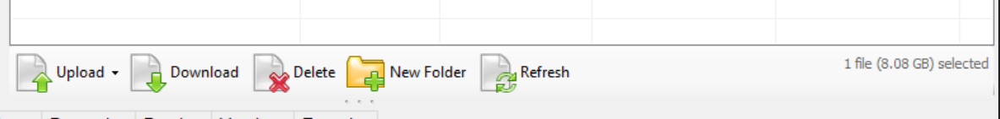 Upload
Download
Delete
New Folder
Refresh
1 file (8.08 GB) selected